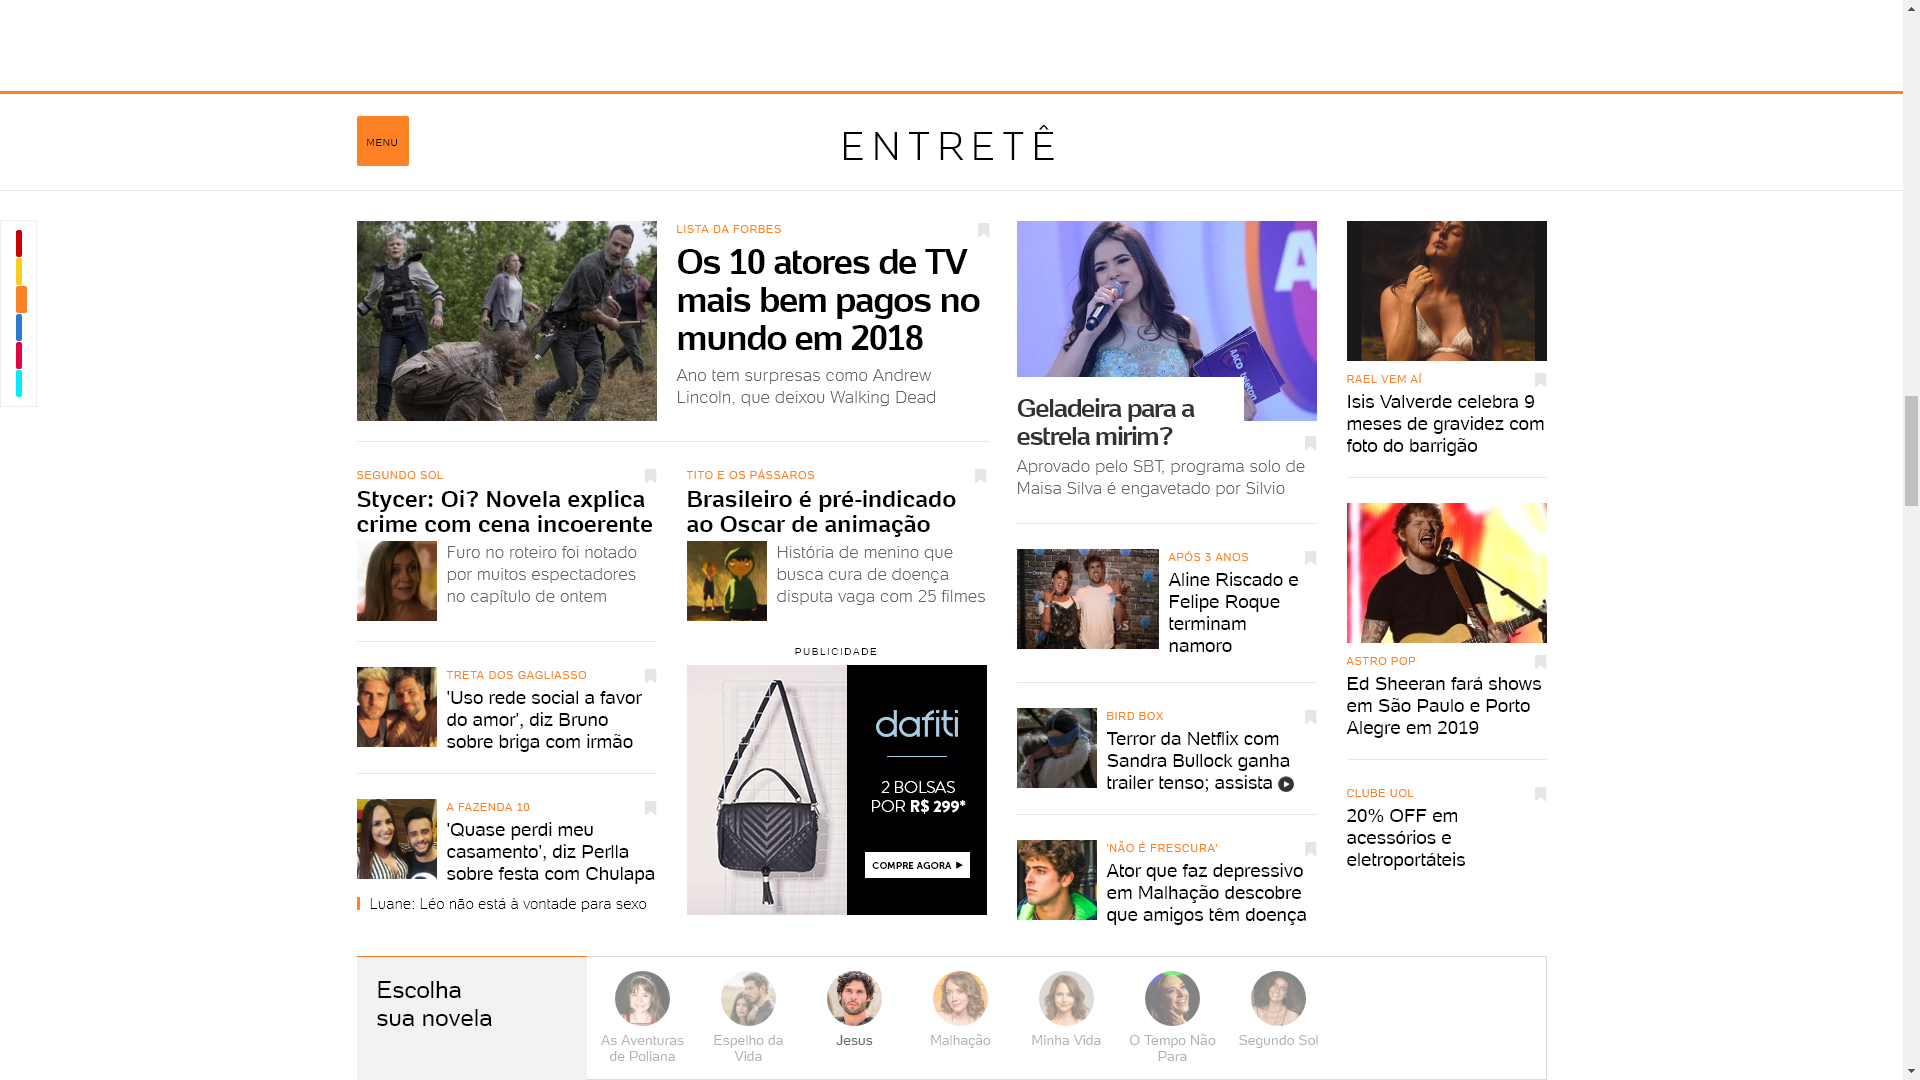 MENU
ENTRETÊ
LISTA DA FORBES
Os 10 atores de TV
mais bem pagos no
mundo em 2018
Ano tem surpresas como Andrew
Lincoln, que deixou Walking Dead
SEGUNDO SOL
Stycer: Oi? Novela explica
crime com cena incoerente
Furo no roteiro foi notado
por muitos espectadores
no capítulo de ontem
TITO E OS PÁSSAROS
Brasileiro é pré-indicado
ao Oscar de animação
História de menino que
busca cura de doença
disputa vaga com 25 filmes
TRETA DOS GAGLIASSO
'Uso rede social a favor
do amor', diz Bruno
sobre briga com irmão
A FAZENDA 10
'Quase perdi meu
casamento', diz Perlla
sobre festa com Chulapa
Luane: Léo não está à vontade para sexo
PUBLICIDADE
dafiti
2 BOLSAS
POR R$ 299*
COMPRE AGORA
AACD
teleton
Geladeira para a
estrela mirim?
Aprovado pelo SBT, programa solo de
Maisa Silva é engavetado por Silvio
APÓS 3 ANOS
Aline Riscado e
Felipe Roque
terminam
namoro
BIRD BOX
Terror da Netflix com
Sandra Bullock ganha
trailer tenso; assista
'NÃO É FRESCURA'
Ator que faz depressivo
em Malhação descobre
que amigos têm doença
RAEL VEM AÍ
Isis Valverde celebra 9
meses de gravidez com
foto do barrigão
ASTRO POP
Ed Sheeran fará shows
em São Paulo e Porto
Alegre em 2019
CLUBE UOL
20% OFF em
acessórios e
eletroportáteis
Escolha
sua novela
As Aventuras
de Poliana
Espelho da
Vida
Jesus
Malhação
Minha Vida
O Tempo Não
Para
Segundo Sol